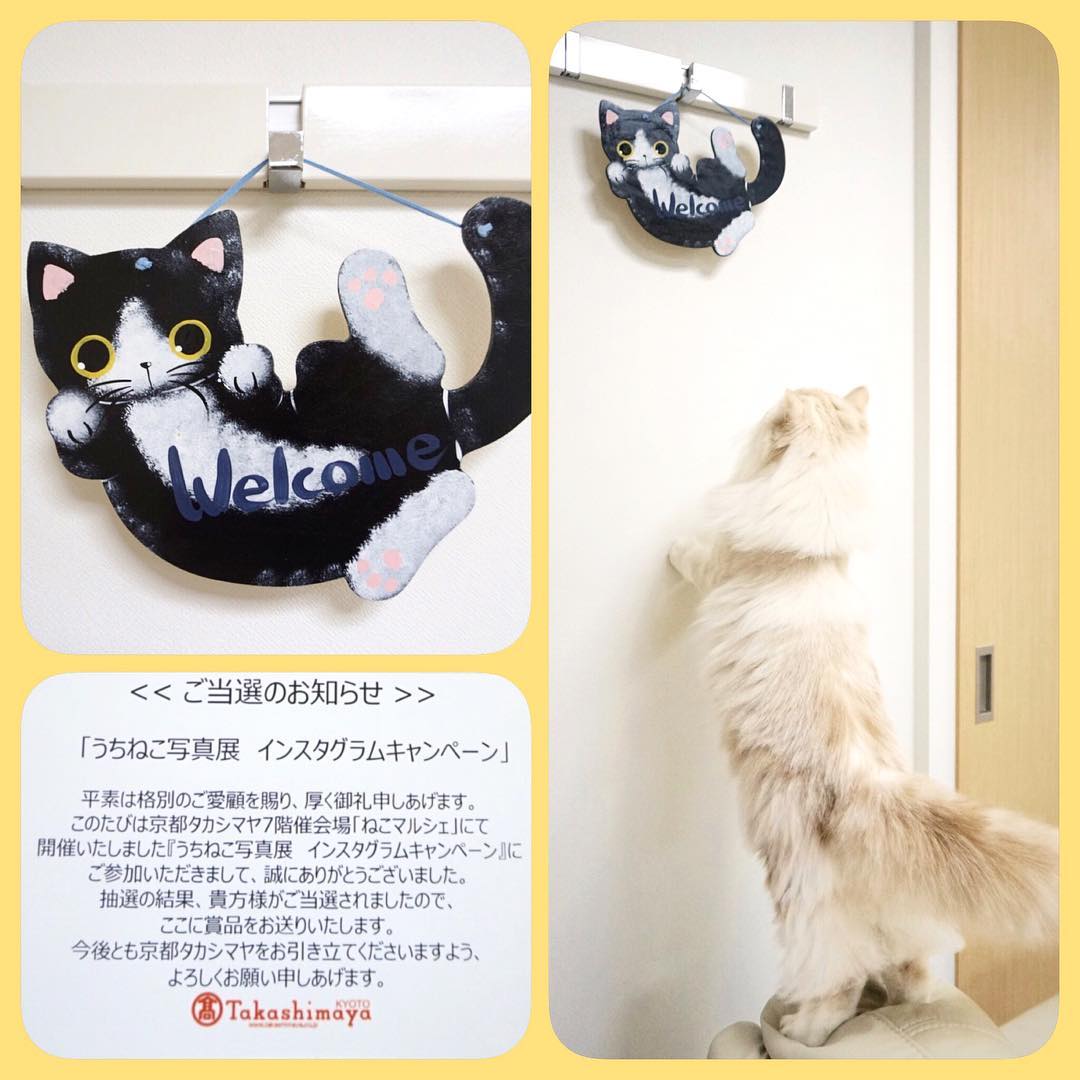 Welcome
Welcome
<< ご当選のお知らせ >>
「うちねこ写真展　インスタグラムキャンペーン」
平素は格別のご愛顧を賜り、厚く御礼申しあげます。
このたびは京都タカシマヤ7階催会場「ねこマルシェ」にて
開催いたしました『うちねこ写真展　インスタグラムキャンペーン』に
ご参加いただきまして、誠にありがとうございました。
抽選の結果、貴方様がご当選されましたので、
ここに賞品をお送りいたします。
今後とも京都タカシマヤをお引き立てくださいますよう、
よろしくお願い申しあげます。
髙 Takashimaya KYOTO